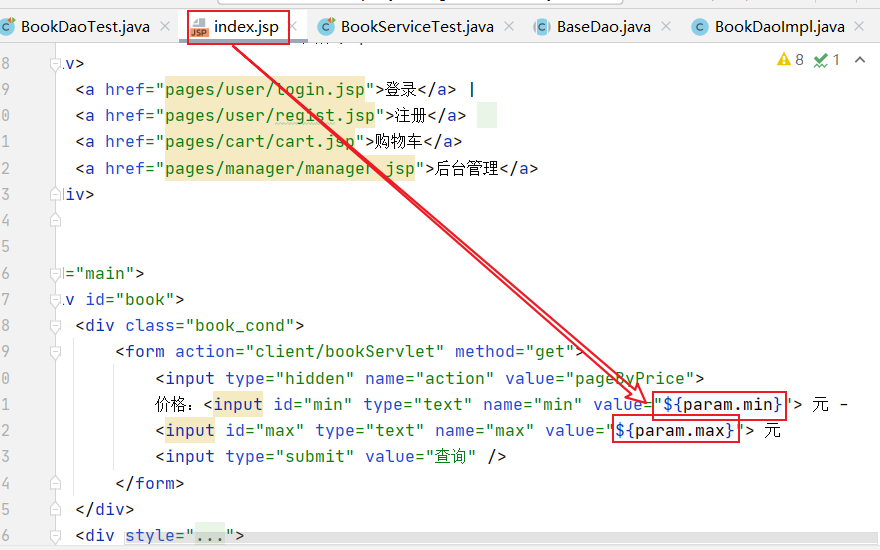 BookDaoTest.java × index.jsp × BookServiceTest.java × BaseDao.java × BookDaoImpl.java ×
8 iv> 8 1
9 <a href="pages/user/login.jsp">登录</a> |
0 <a href="pages/user/regist.jsp">注册</a>
1 <a href="pages/cart/cart.jsp">购物车</a>
2 <a href="pages/manager/manager.jsp">后台管理</a>
3 iv>
4
5
6 ="main">
7 v id="book">
8 <div class="book_cond">
9 <form action="client/bookServlet" method="get">
0 <input type="hidden" name="action" value="pageByPrice">
1 价格：<input id="min" type="text" name="min" value="${param.min}"> 元 -
2 <input id="max" type="text" name="max" value="${param.max}"> 元
3 <input type="submit" value="查询" />
4 </form>
5 </div>
6 <div style="...">